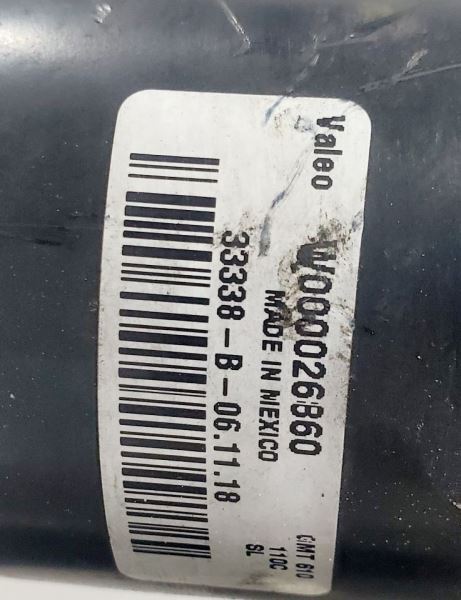 Valeo W000026860
MADE IN MEXICO
33338-B-06.11.18
GMT 610
110C
SL